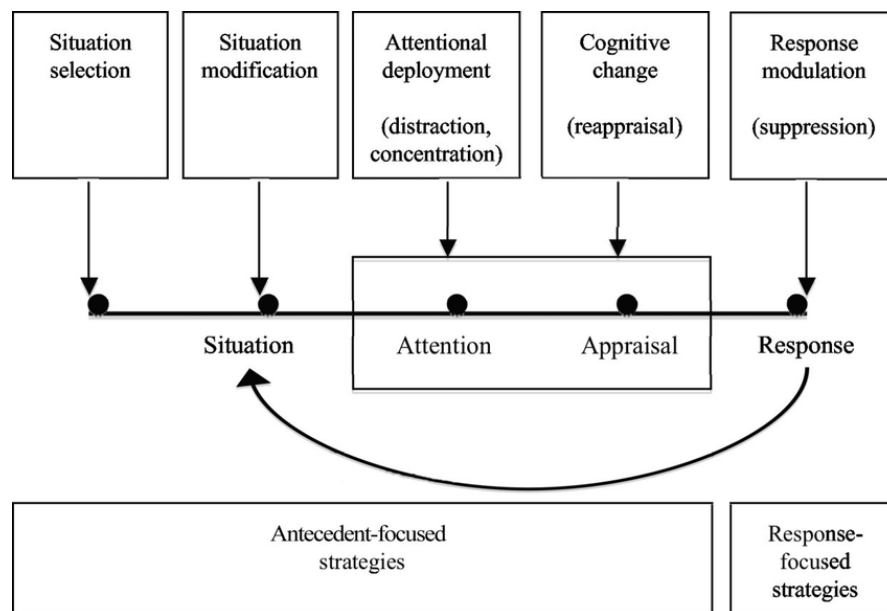 Situation
selection
Situation
modification
Attentional
deployment
(distraction,
concentration)
Cognitive
change
(reappraisal)
Response
modulation
(suppression)
Situation
Attention
Appraisal
Response
Antecedent-focused
strategies
Response-
focused
strategies